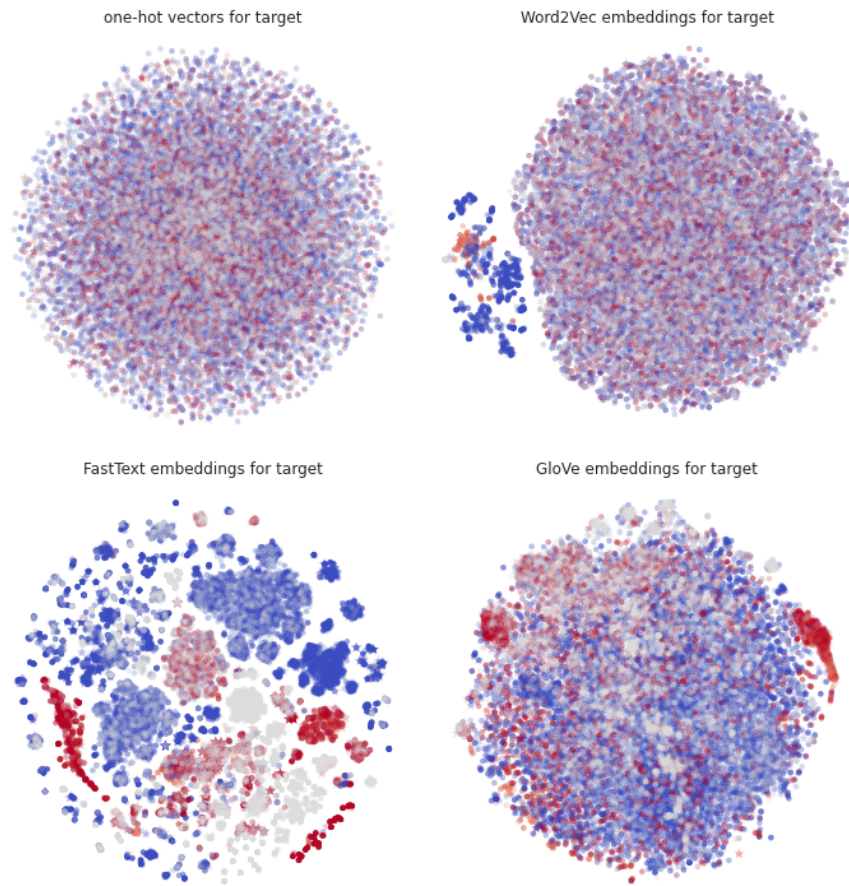 one-hot vectors for target
Word2Vec embeddings for target
FastText embeddings for target
GloVe embeddings for target